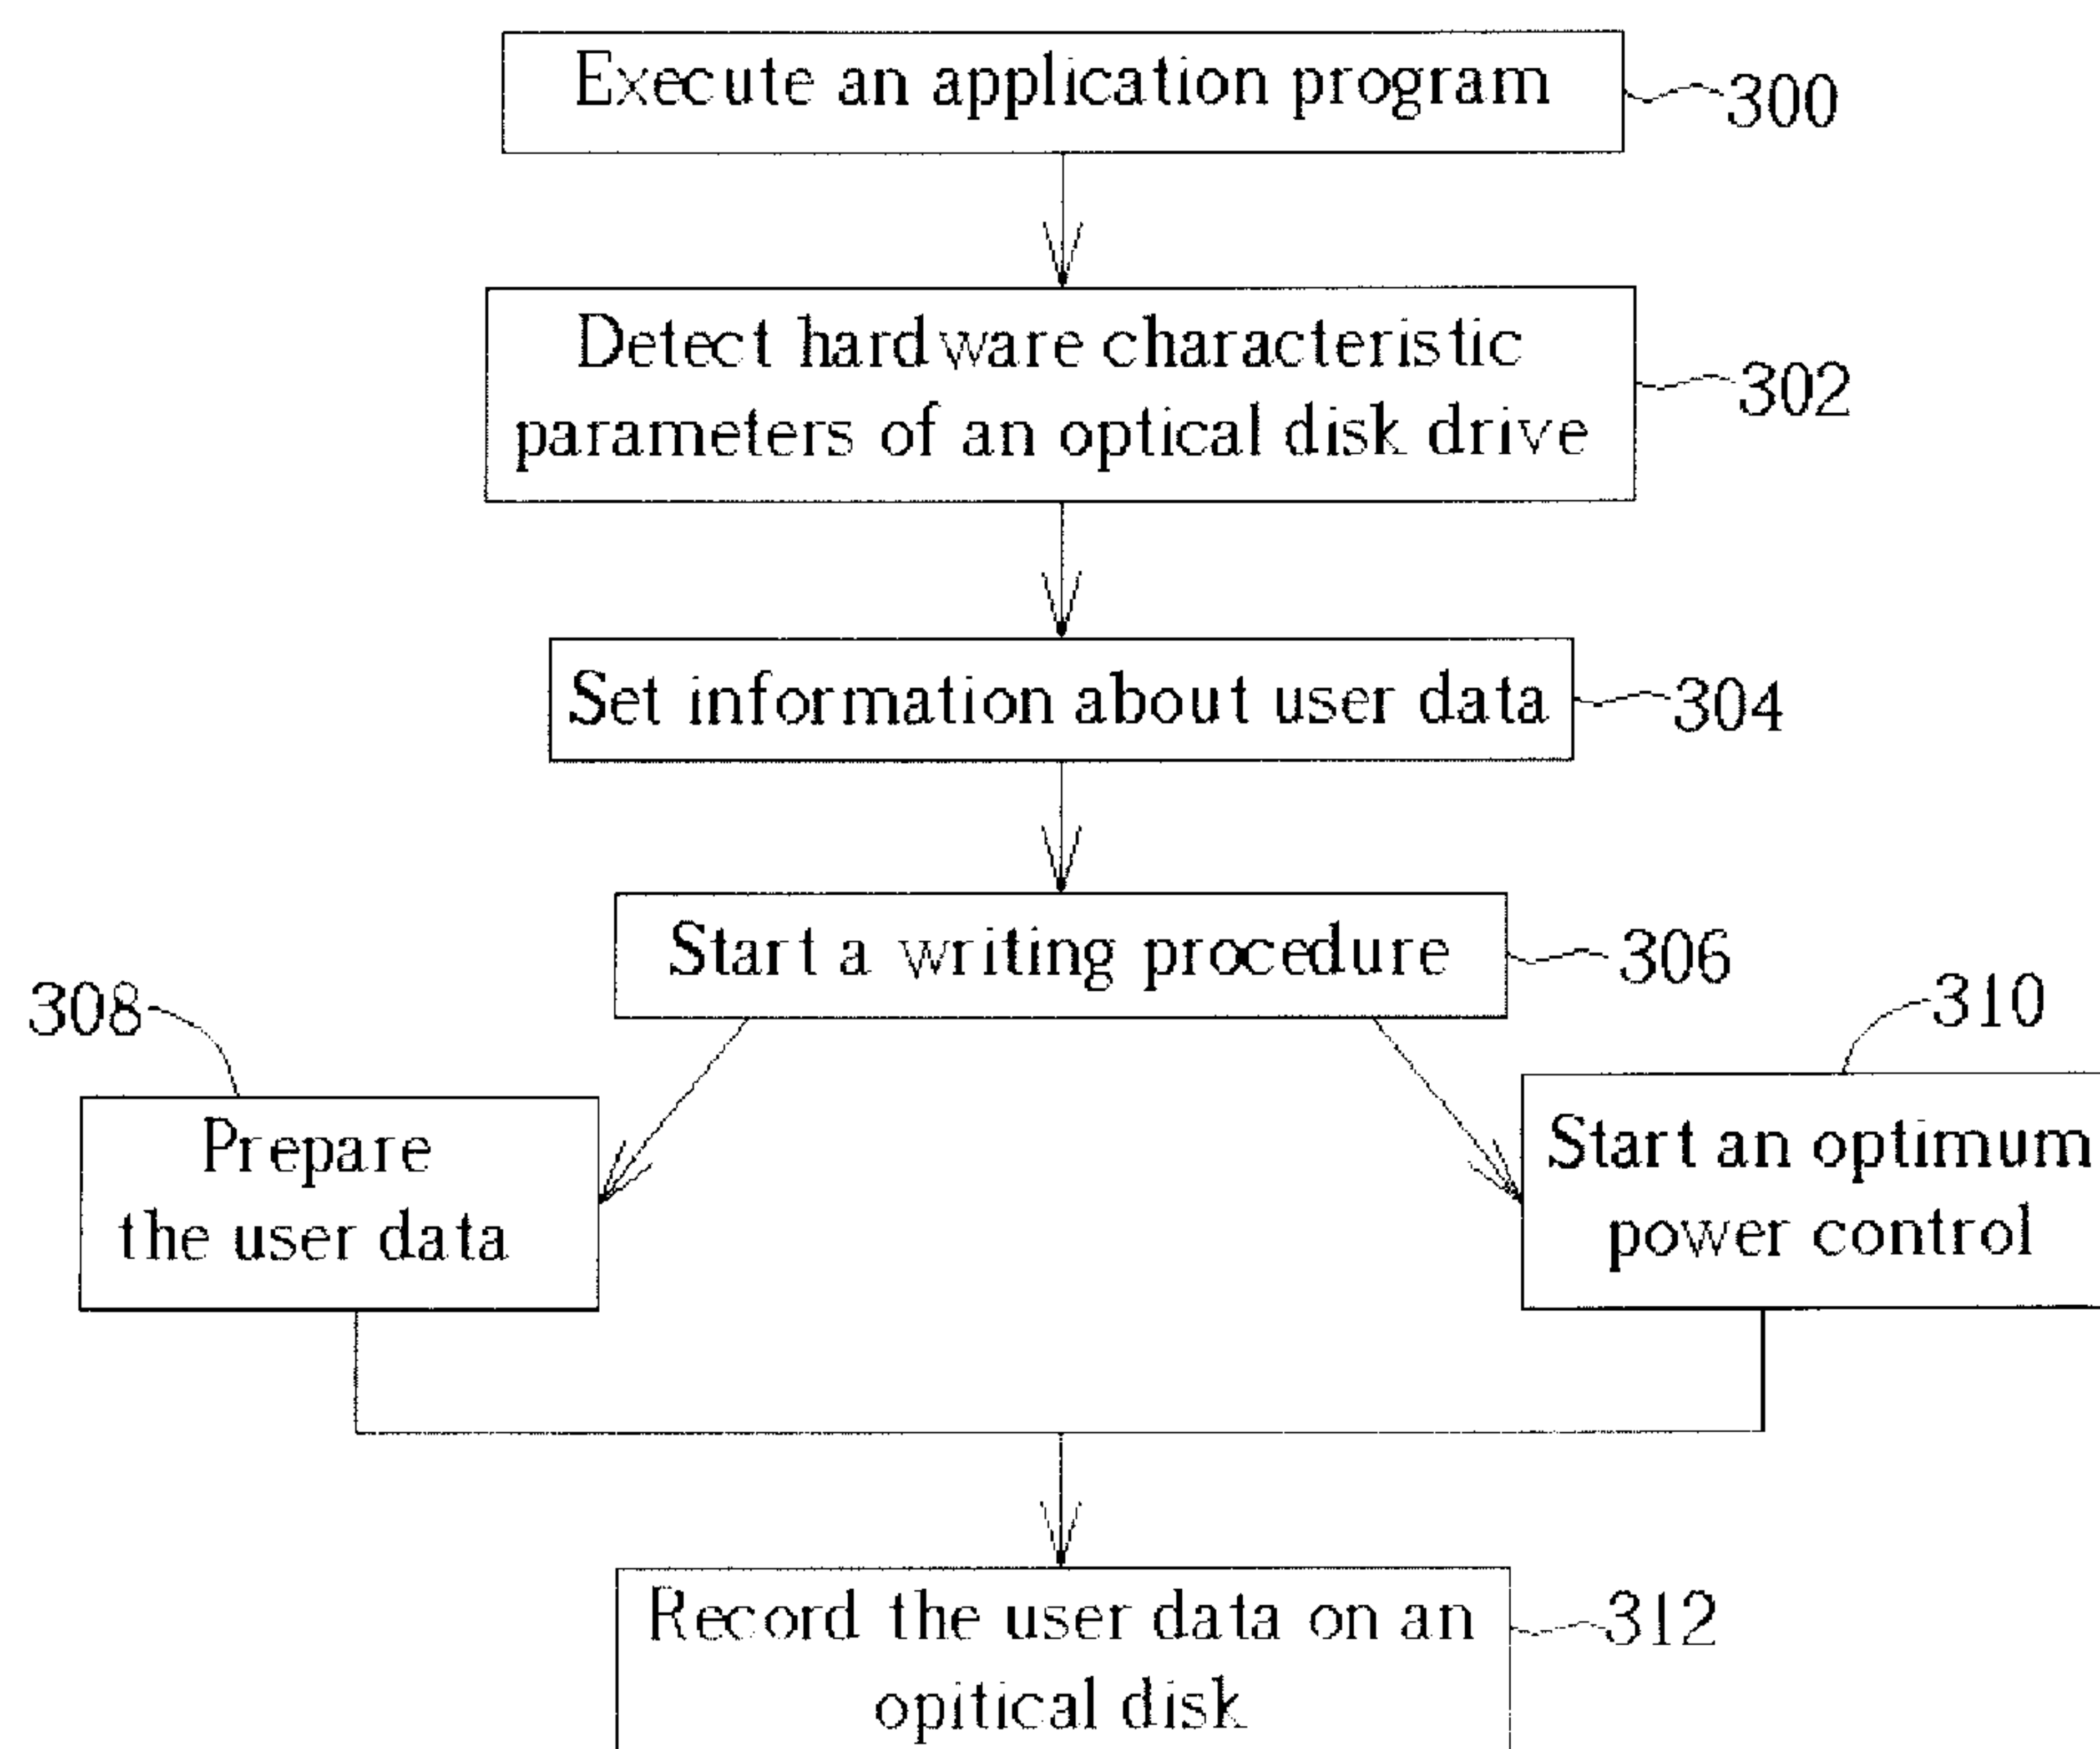 Execute an application program
300
Detect hardware characteristic
parameters of an optical disk drive
302
Set information about user data
304
Start a writing procedure
306
308
310
Prepare
the user data
Start an optimum
power control
Record the user data on an
opitical disk
312